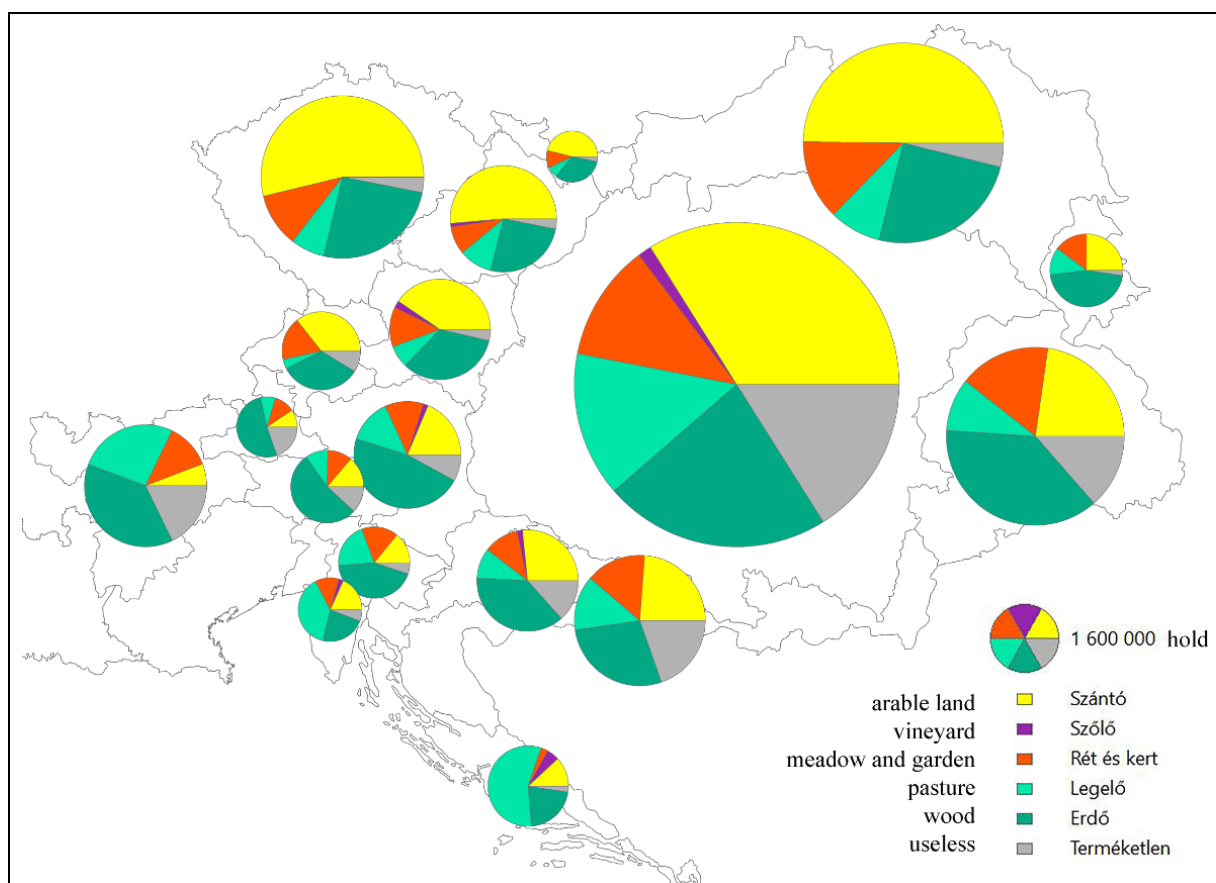 1 600 000 hold
arable land Szántó
vineyard Szőlő
meadow and garden Rét és kert
pasture Legelő
wood Erdő
useless Terméketlen